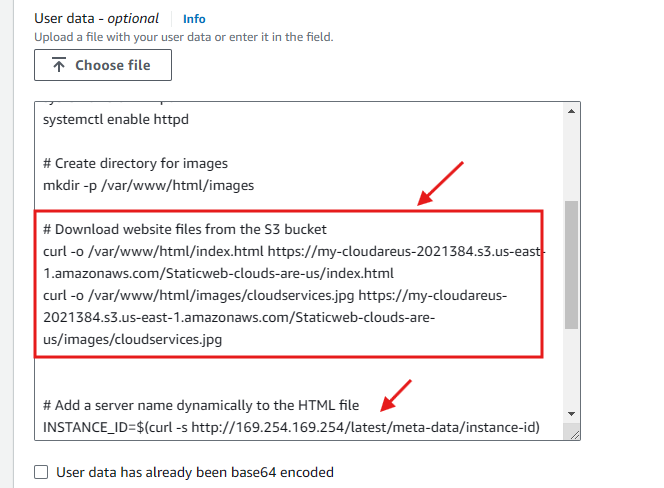 User data - optional Info
Upload a file with your user data or enter it in the field.
Choose file
systemctl enable httpd
# Create directory for images
mkdir -p /var/www/html/images
# Download website files from the S3 bucket
curl -o /var/www/html/index.html https://my-cloudareus-2021384.s3.us-east-
1.amazonaws.com/Staticweb-clouds-are-us/index.html
curl -o /var/www/html/images/cloudservices.jpg https://my-cloudareus-
2021384.s3.us-east-1.amazonaws.com/Staticweb-clouds-are-
us/images/cloudservices.jpg
# Add a server name dynamically to the HTML file
INSTANCE_ID=$(curl -s http://169.254.169.254/latest/meta-data/instance-id)
User data has already been base64 encoded